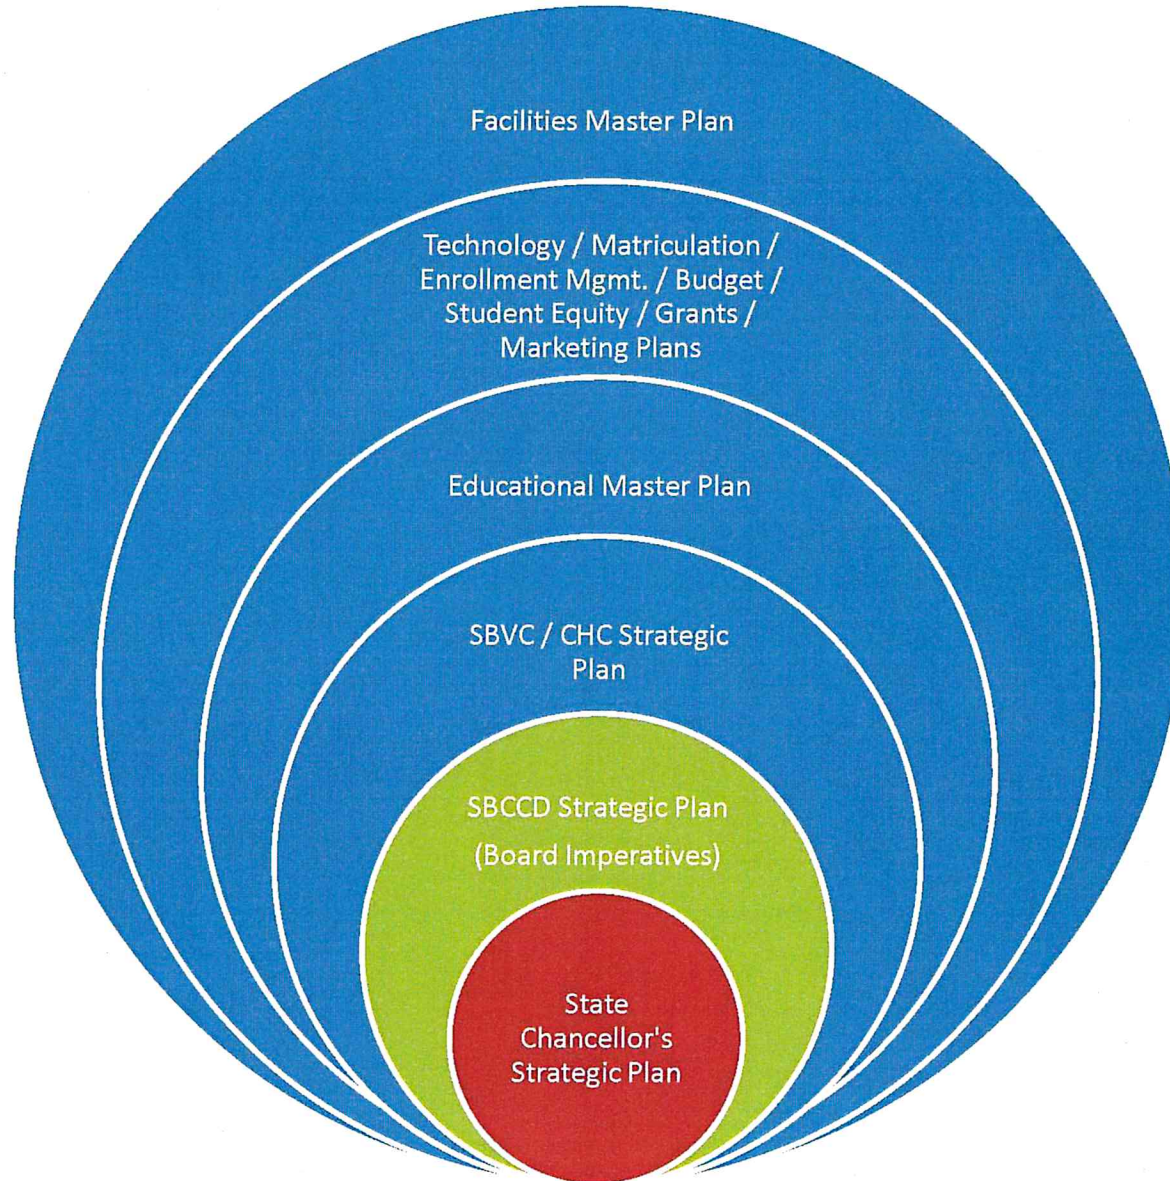 Facilities Master Plan
Technology / Matriculation /
Enrollment Mgmt. / Budget /
Student Equity / Grants /
Marketing Plans
Educational Master Plan
SBVC / CHC Strategic
Plan
SBCCD Strategic Plan
(Board Imperatives)
State
Chancellor's
Strategic Plan